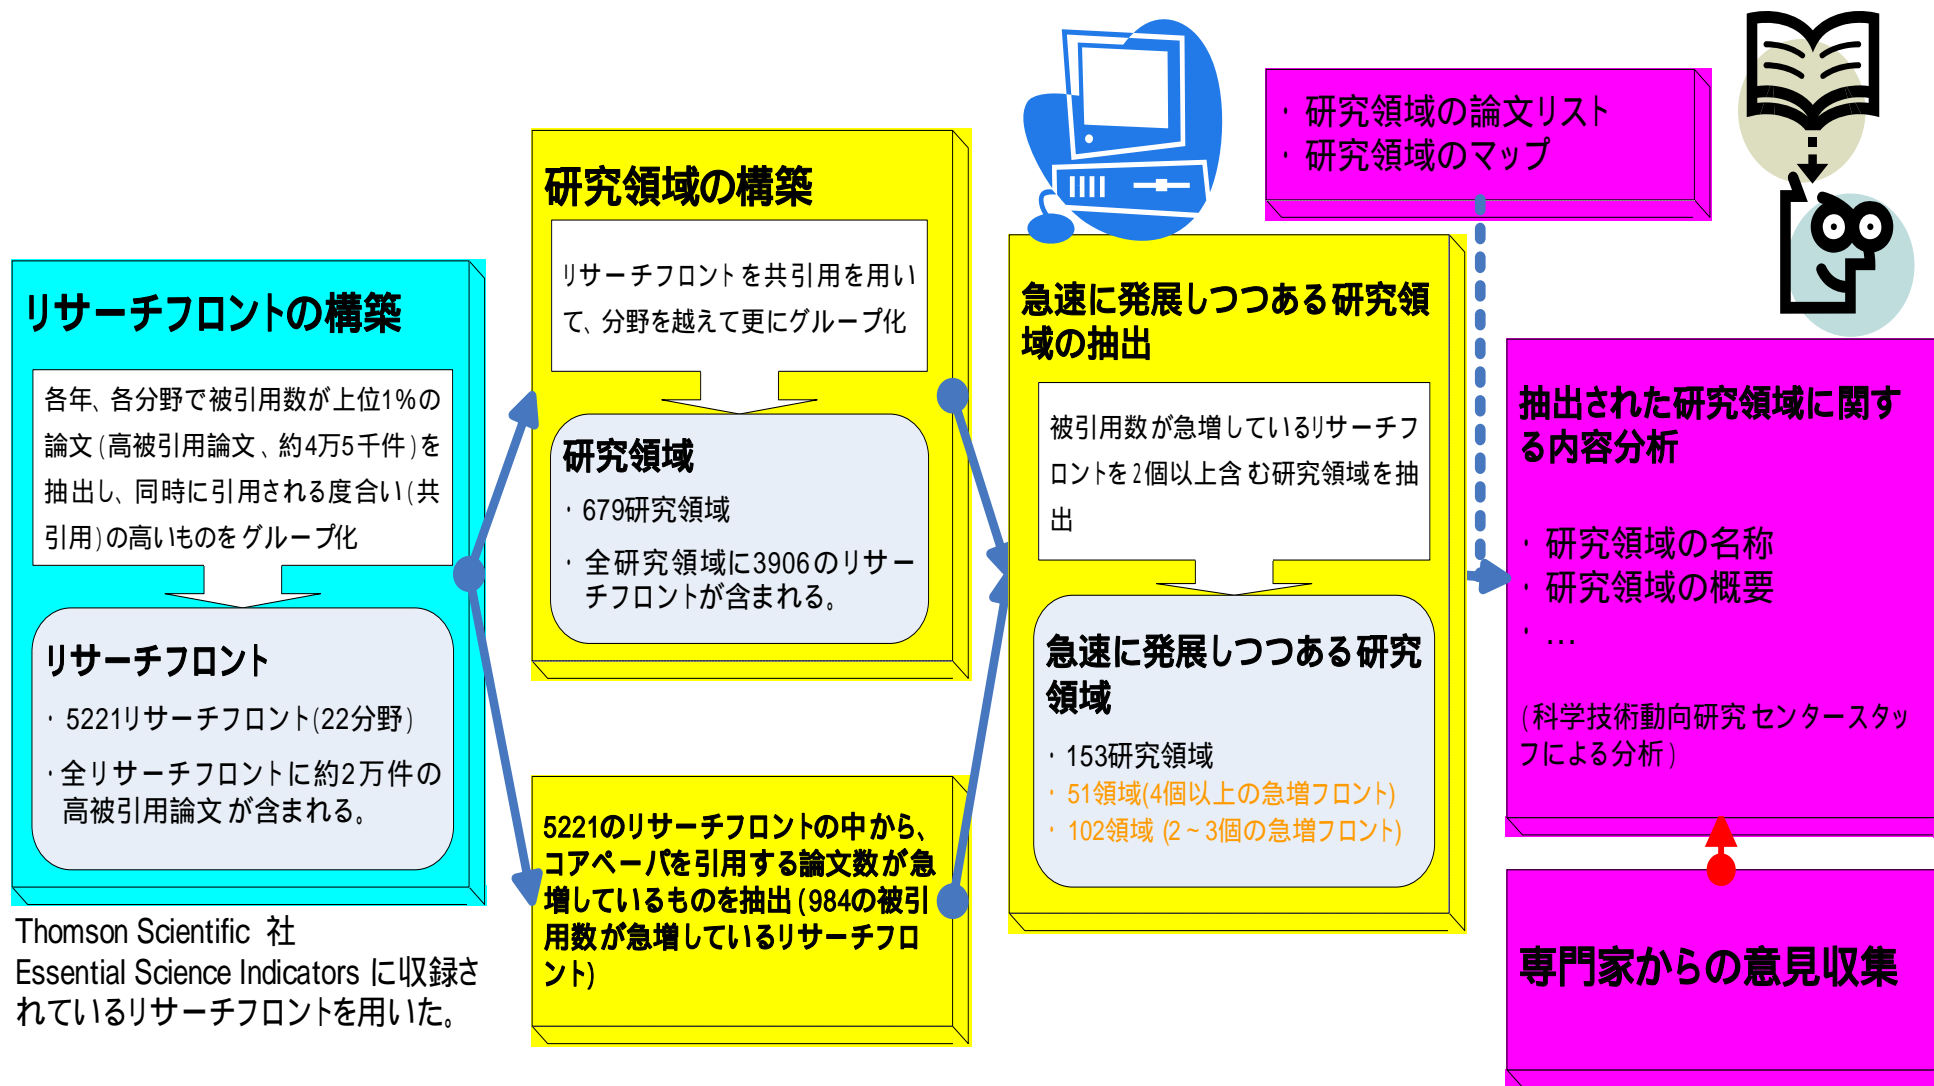 リサーチフロントの構築
各年、各分野で被引用数が上位1%の
論文(高被引用論文、約4万5千件)を
抽出し、同時に引用される度合い(共
引用)の高いものをグループ化
リサーチフロント
・5221リサーチフロント(22分野)
・全リサーチフロントに約2万件の
高被引用論文が含まれる。
Thomson Scientific 社
Essential Science Indicators に収録さ
れているリサーチフロントを用いた。
研究領域の構築
リサーチフロントを共引用を用い
て、分野を越えて更にグループ化
研究領域
・679研究領域
・全研究領域に3906のリサー
チフロントが含まれる。
5221のリサーチフロントの中から、
コアペーパを引用する論文数が急
増しているものを抽出(984の被引
用数が急増しているリサーチフロ
ント)
急速に発展しつつある研究領
域の抽出
被引用数が急増しているリサーチフ
ロントを2個以上含む研究領域を抽
出
急速に発展しつつある研究
領域
・153研究領域
・51領域(4個以上の急増フロント)
・102領域(2~3個の急増フロント)
・研究領域の論文リスト
・研究領域のマップ
抽出された研究領域に関す
る内容分析
・研究領域の名称
・研究領域の概要
・…
(科学技術動向研究センタースタッ
フによる分析)
専門家からの意見収集